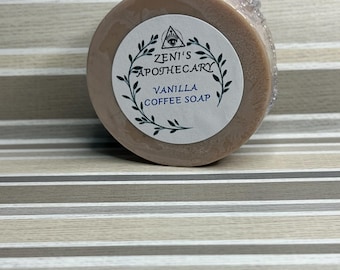 ZENI'S
APOTHECARY
VANILLA
COFFEE SOAP